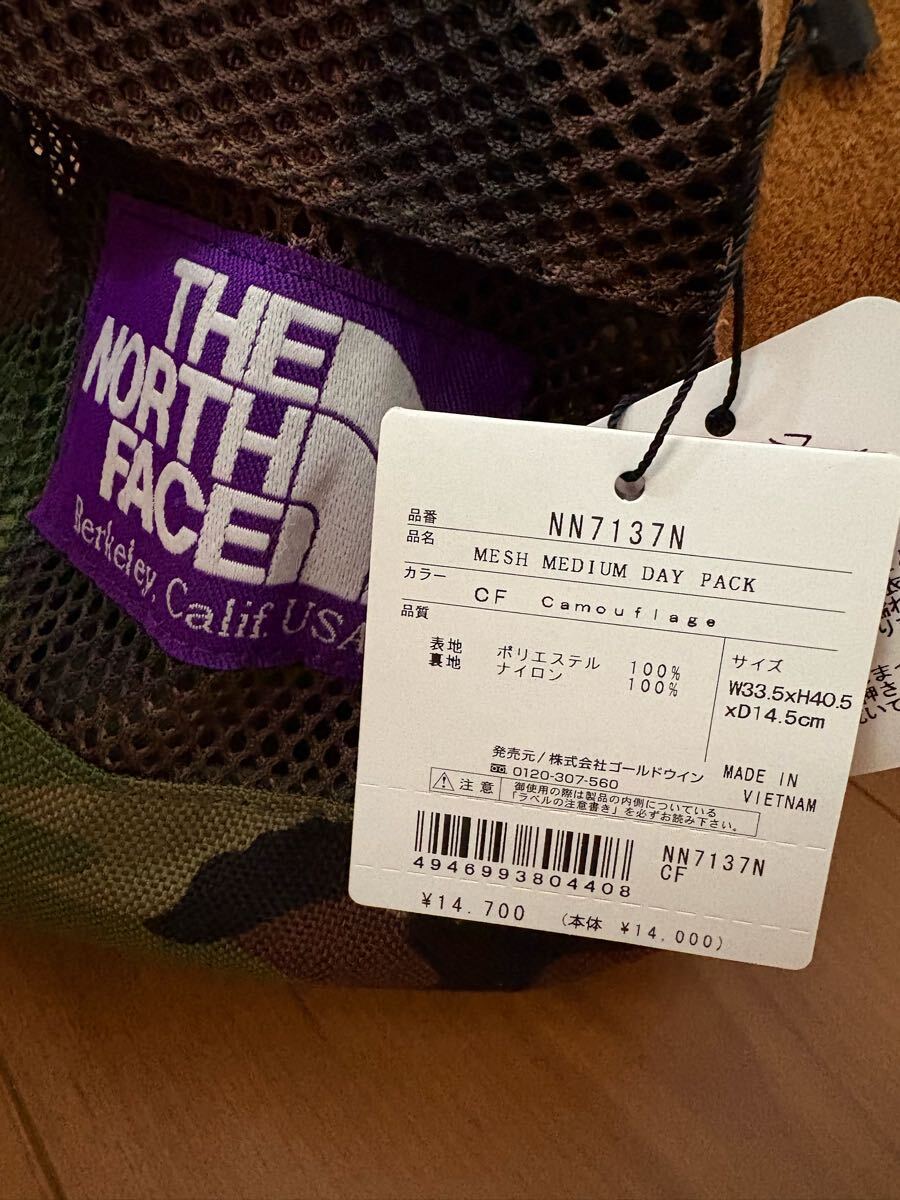 THE
NORTH
FACE
Berkeley, Calif. USA
品番 NN7137N
品名 MESH MEDIUM DAY PACK
カラー CF Camouflage
品質
表地 ポリエステル 100%
裏地 ナイロン 100%
サイズ
W33.5xH40.5
xD14.5cm
発売元/株式会社ゴールドウイン
0120-307-560
MADE IN
VIETNAM
注意 御使用の際は製品の内側についている
「ラベルの注意書き」を必ずお読み下さい。
4946993804408
NN7137N
CF
¥14.700 (本体 ¥14,000)